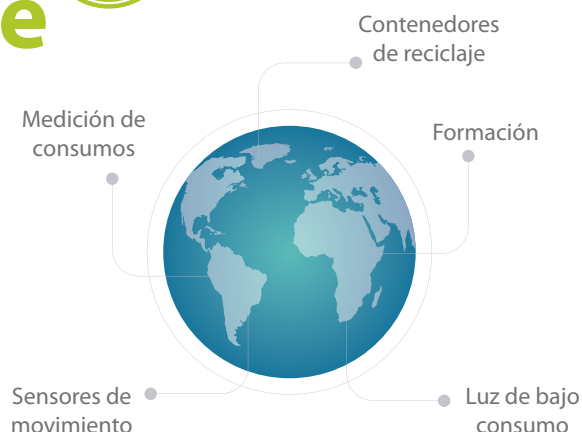 e
Contenedores
de reciclaje
Medición de
consumos
Formación
Sensores de
movimiento
Luz de bajo
consumo